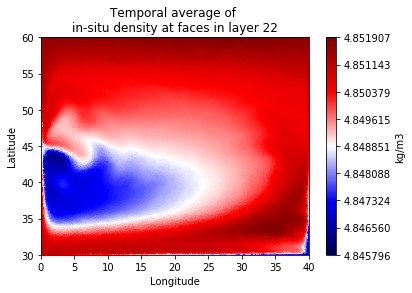 Temporal average of
in-situ density at faces in layer 22
60
55
50
45
40
35
30
Latitude
0 5 10 15 20 25 30 35 40
Longitude
4.851907
4.851143
4.850379
4.849615
4.848851
4.848088
4.847324
4.846560
4.845796
kg/m3